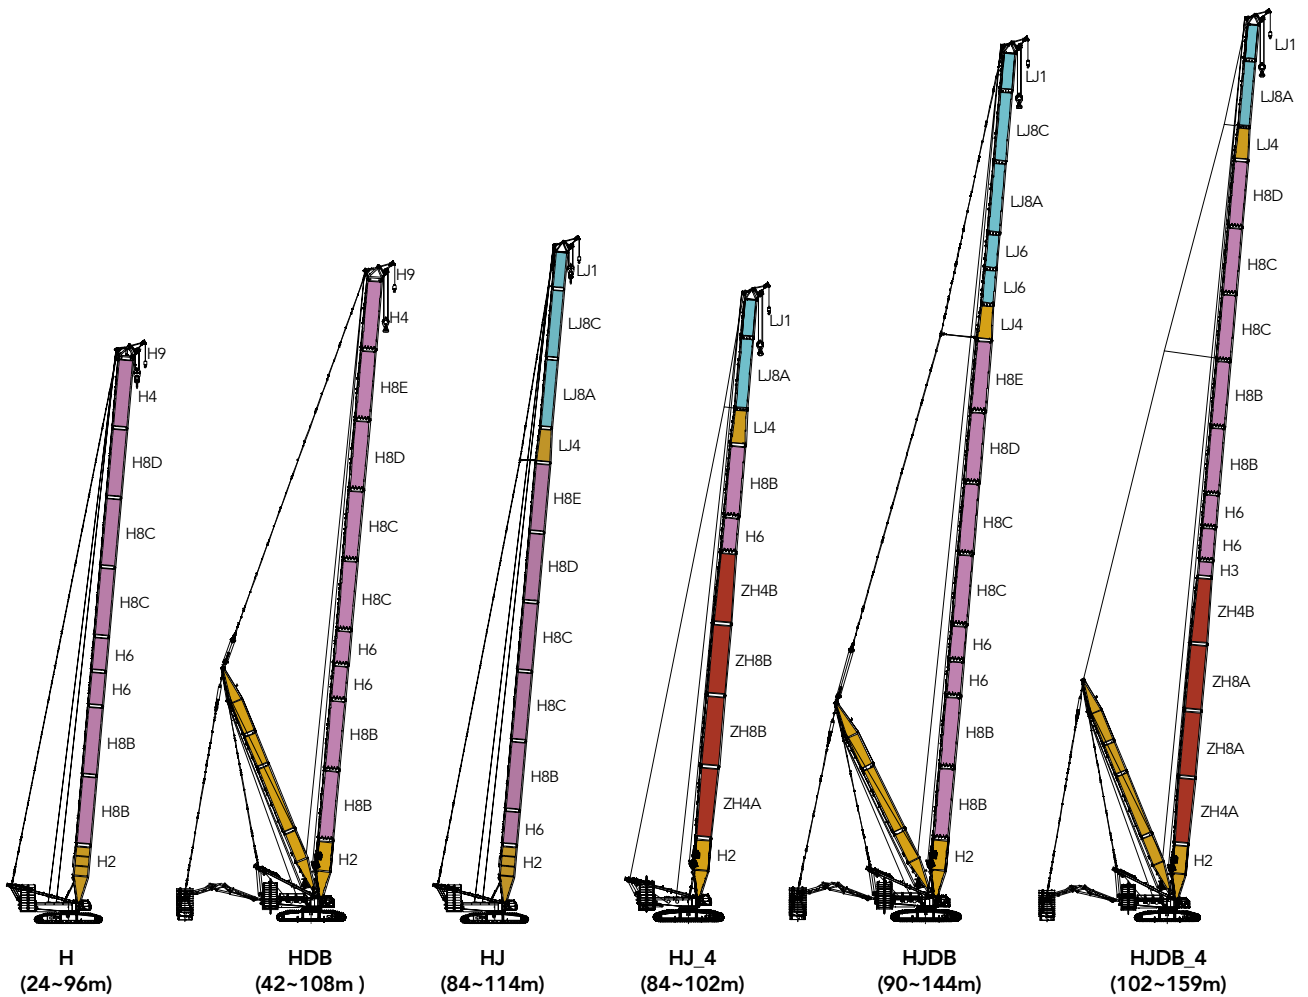 H9
H4
H8D
H8C
H8C
H6
H6
H8B
H8B
H2
H
(24~96m)
H9
H4
H8E
H8D
H8C
H8C
H6
H6
H8B
H8B
H2
HDB
(42~108m )
LJ1
LJ8C
LJ8A
LJ4
H8E
H8D
H8C
H8C
H8B
H6
H2
HJ
(84~114m)
LJ1
LJ8A
LJ4
H8B
H6
ZH4B
ZH8B
ZH8B
ZH4A
H2
HJ_4
(84~102m)
LJ1
LJ8C
LJ8A
LJ6
LJ6
LJ4
H8E
H8D
H8C
H8C
H6
H6
H8B
H8B
H2
HJDB
(90~144m)
LJ1
LJ8A
LJ4
H8D
H8C
H8C
H8B
H8B
H6
H6
H3
ZH4B
ZH8A
ZH8A
ZH4A
H2
HJDB_4
(102~159m)